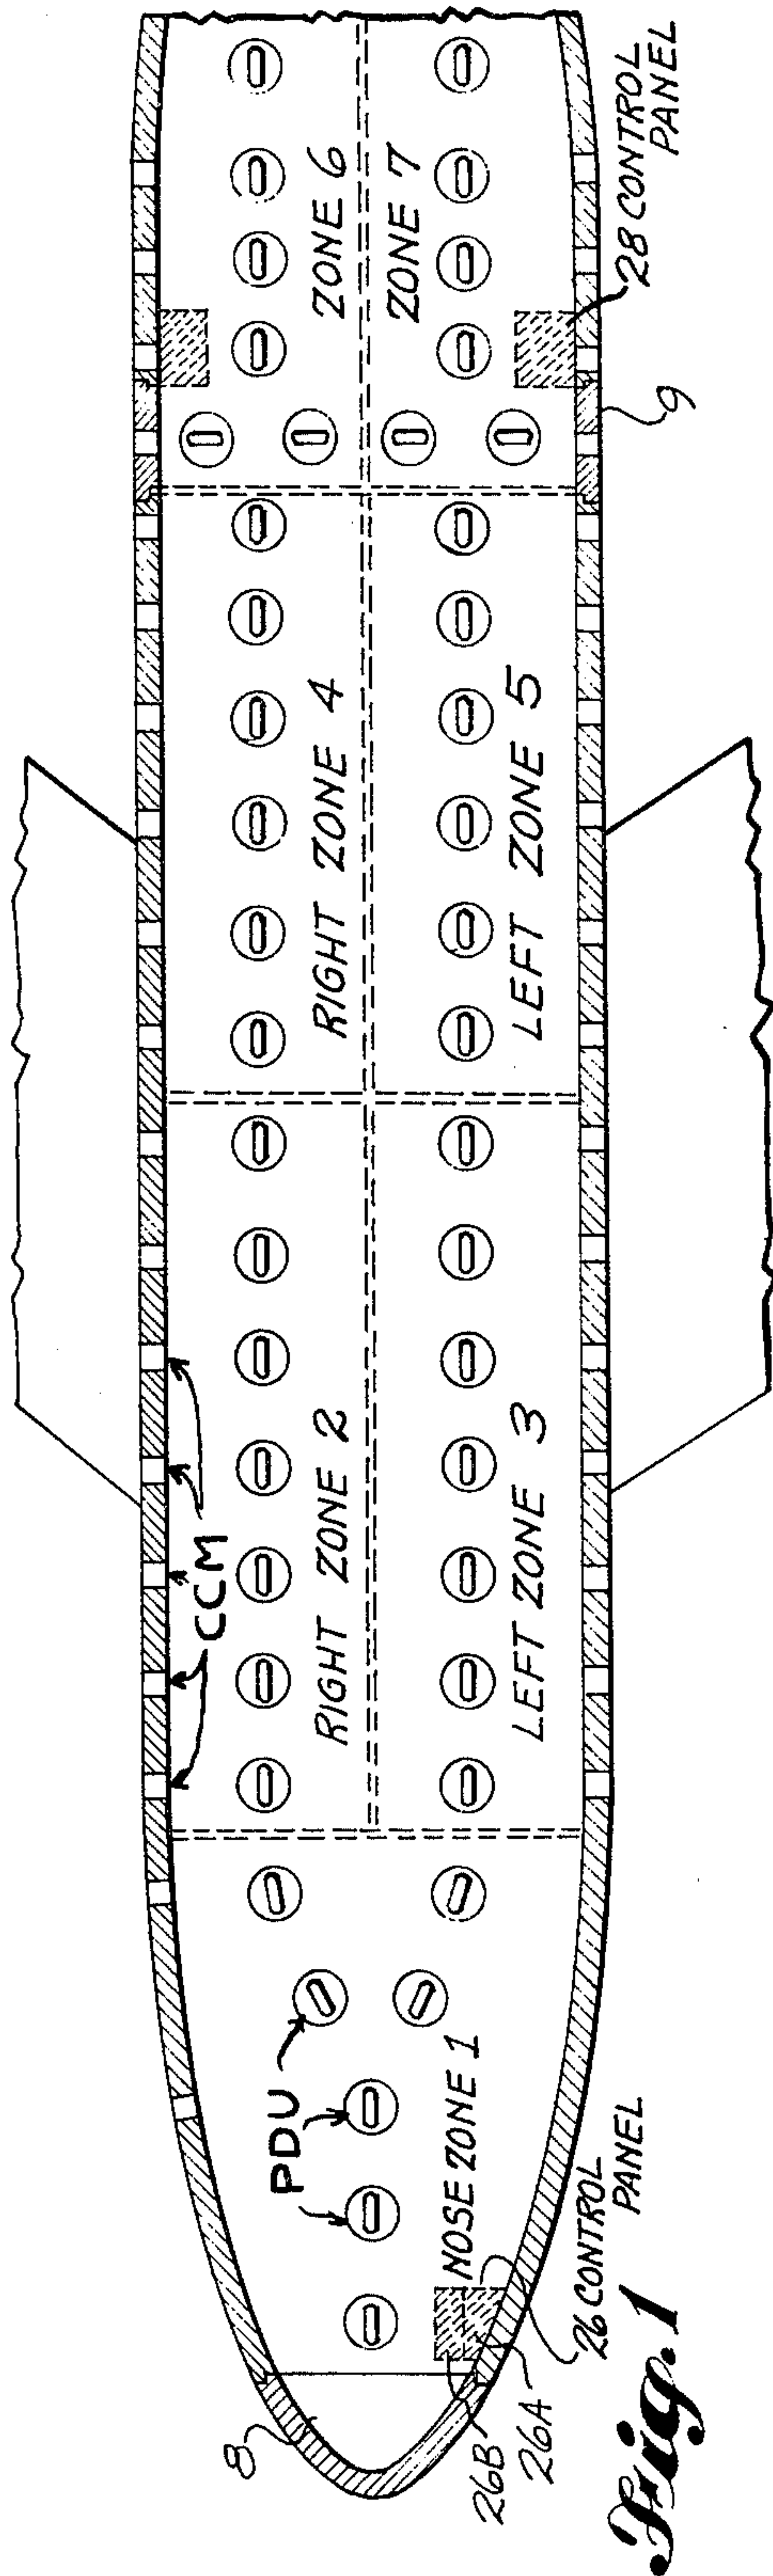 8
26B
26A
26 CONTROL
PANEL
NOSE ZONE 1
PDU
CCM
RIGHT ZONE 2
LEFT ZONE 3
RIGHT ZONE 4
LEFT ZONE 5
ZONE 6
ZONE 7
28 CONTROL
PANEL
9
Fig. 1